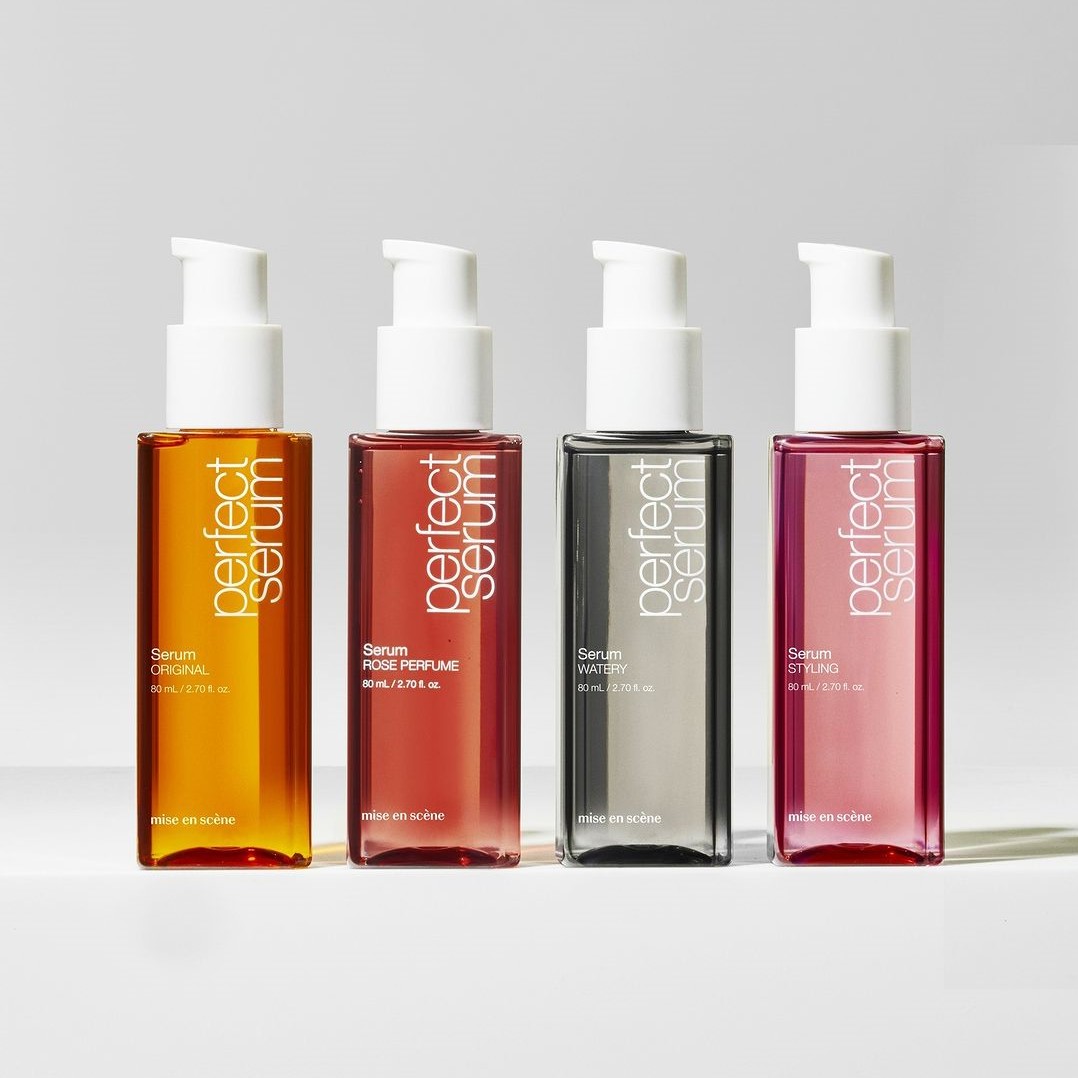 perfect
serum
Serum
ORIGINAL
80 mL / 2.70 fl. oz.
mise en scène
perfect
serum
Serum
ROSE PERFUME
80 mL / 2.70 fl. oz.
mise en scène
perfect
serum
Serum
WATERY
80 mL / 2.70 fl. oz.
mise en scène
perfect
serum
Serum
STYLING
80 mL / 2.70 fl. oz.
mise en scène